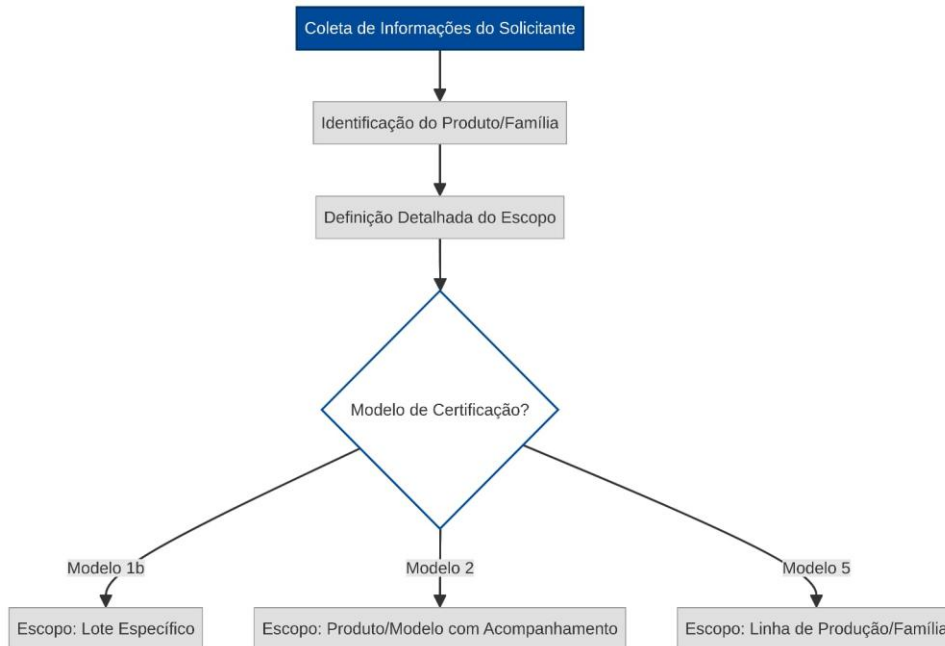 Coleta de Informações do Solicitante
Identificação do Produto/Família
Definição Detalhada do Escopo
Modelo de Certificação?
Modelo 1b
Modelo 2
Modelo 5
Escopo: Lote Específico
Escopo: Produto/Modelo com Acompanhamento
Escopo: Linha de Produção/Família